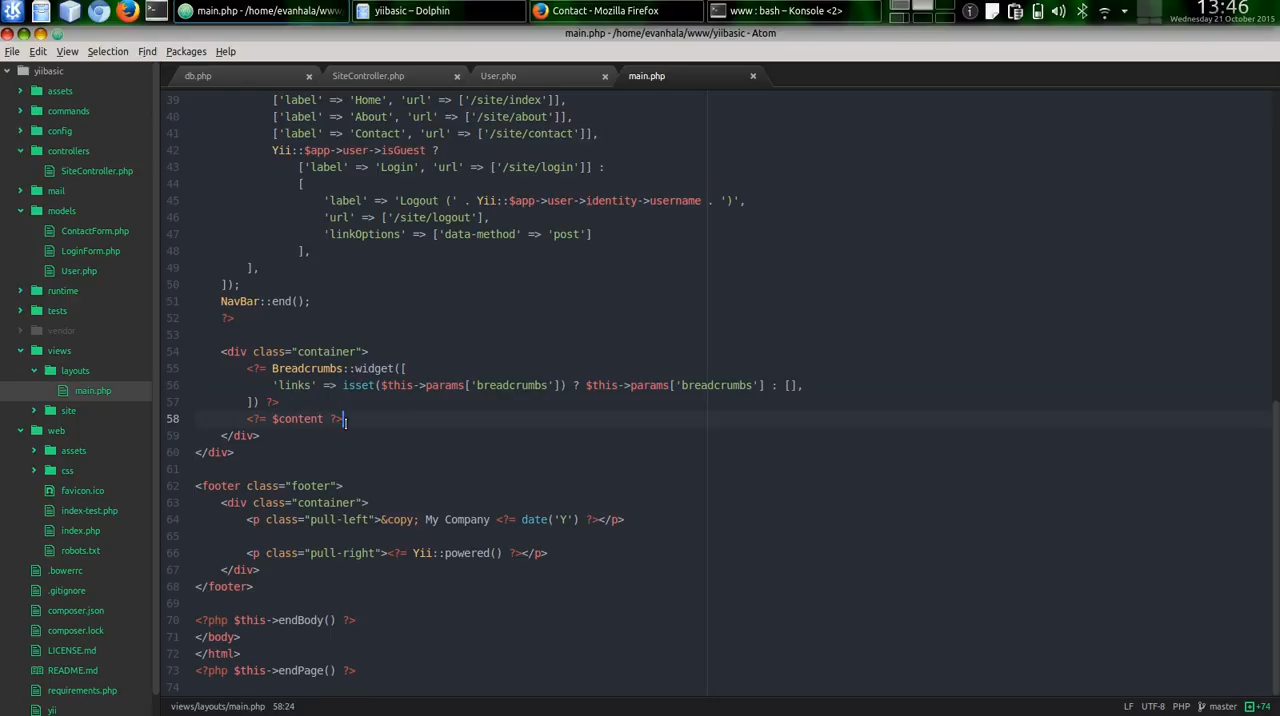 main.php - /home/evanhala/www
yiibasic – Dolphin
Contact - Mozilla Firefox
www : bash – Konsole <2>
13:46
Wednesday 21 October 2015
main.php - /home/evanhala/www/yiibasic - Atom
File Edit View Selection Find Packages Help
yiibasic
assets
commands
config
controllers
SiteController.php
mail
models
ContactForm.php
LoginForm.php
User.php
runtime
tests
vendor
views
layouts
main.php
site
web
assets
css
favicon.ico
index-test.php
index.php
robots.txt
.bowerrc
.gitignore
composer.json
composer.lock
LICENSE.md
README.md
requirements.php
yii
db.php SiteController.php User.php main.php
39 ['label' => 'Home', 'url' => ['/site/index']],
40 ['label' => 'About', 'url' => ['/site/about']],
41 ['label' => 'Contact', 'url' => ['/site/contact']],
42 Yii::$app->user->isGuest ?
43 ['label' => 'Login', 'url' => ['/site/login']] :
44 [
45 'label' => 'Logout (' . Yii::$app->user->identity->username . ')',
46 'url' => ['/site/logout'],
47 'linkOptions' => ['data-method' => 'post']
48 ],
49 ],
50 ]);
51 NavBar::end();
52 ?>
53
54 <div class="container">
55 <?= Breadcrumbs::widget([
56 'links' => isset($this->params['breadcrumbs']) ? $this->params['breadcrumbs'] : [],
57 ]) ?>
58 <?= $content ?>
59 </div>
60 </div>
61
62 <footer class="footer">
63 <div class="container">
64 <p class="pull-left">&copy; My Company <?= date('Y') ?></p>
65
66 <p class="pull-right"><?= Yii::powered() ?></p>
67 </div>
68 </footer>
69
70 <?php $this->endBody() ?>
71 </body>
72 </html>
73 <?php $this->endPage() ?>
74
views/layouts/main.php 58:24 LF UTF-8 PHP master +74